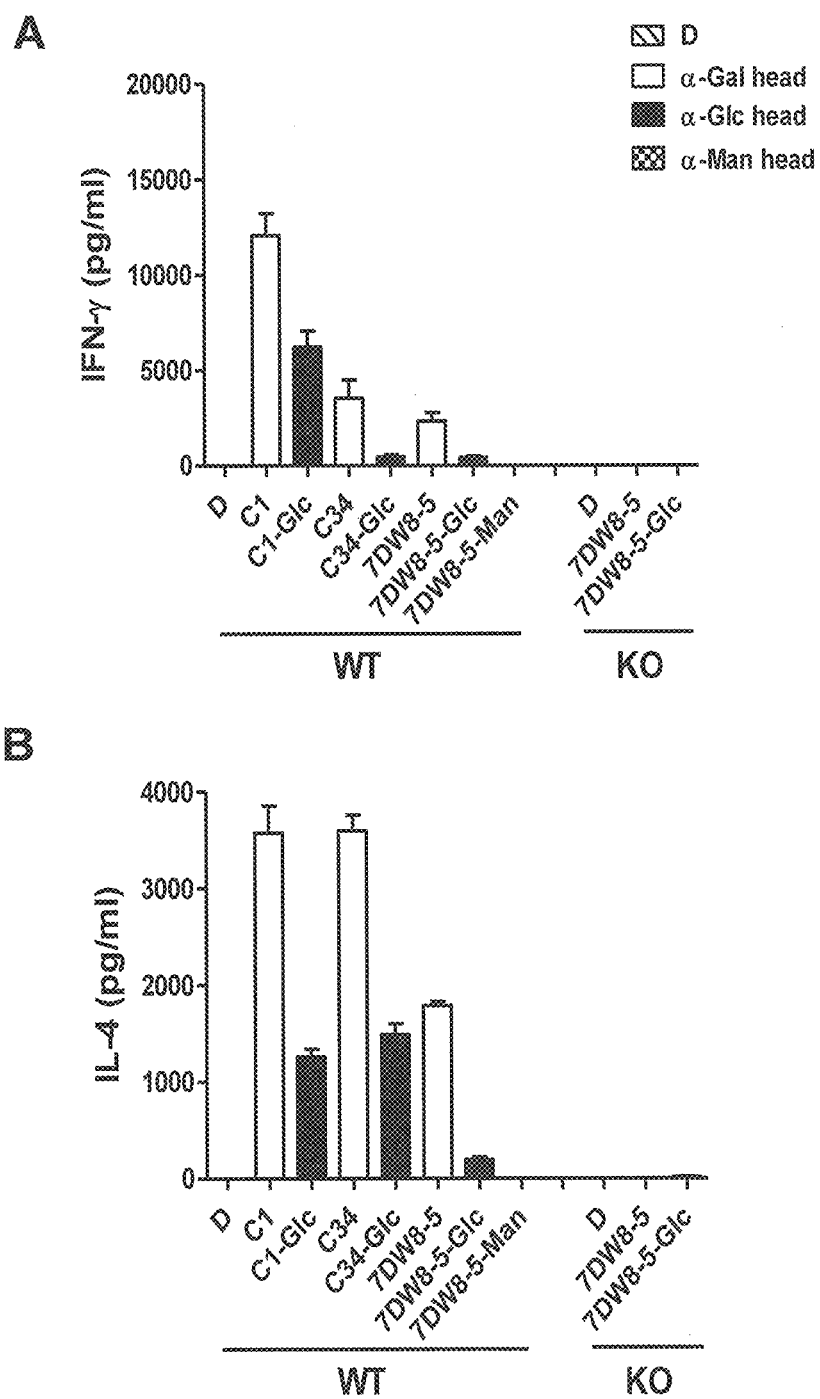 A
D
α-Gal head
α-Glc head
α-Man head
IFN-γ (pg/ml)
20000
15000
10000
5000
0
D
C1
C1-Glc
C34
C34-Glc
7DW8-5
7DW8-5-Glc
7DW8-5-Man
D
7DW8-5
7DW8-5-Glc
WT
KO
B
IL-4 (pg/ml)
4000
3000
2000
1000
0
D
C1
C1-Glc
C34
C34-Glc
7DW8-5
7DW8-5-Glc
7DW8-5-Man
D
7DW8-5
7DW8-5-Glc
WT
KO